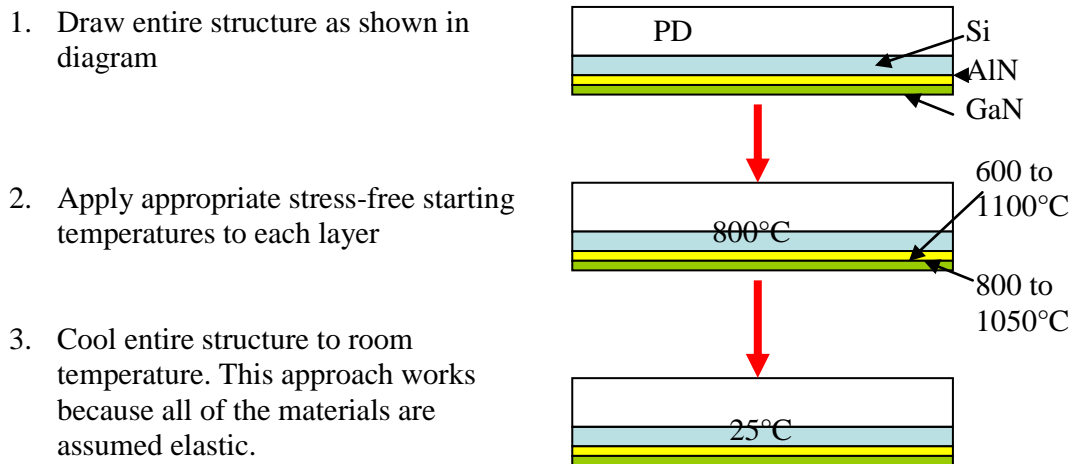 1. Draw entire structure as shown in
diagram
PD
Si
AlN
GaN
2. Apply appropriate stress-free starting
temperatures to each layer
800°C
600 to
1100°C
800 to
1050°C
3. Cool entire structure to room
temperature. This approach works
because all of the materials are
assumed elastic.
25°C